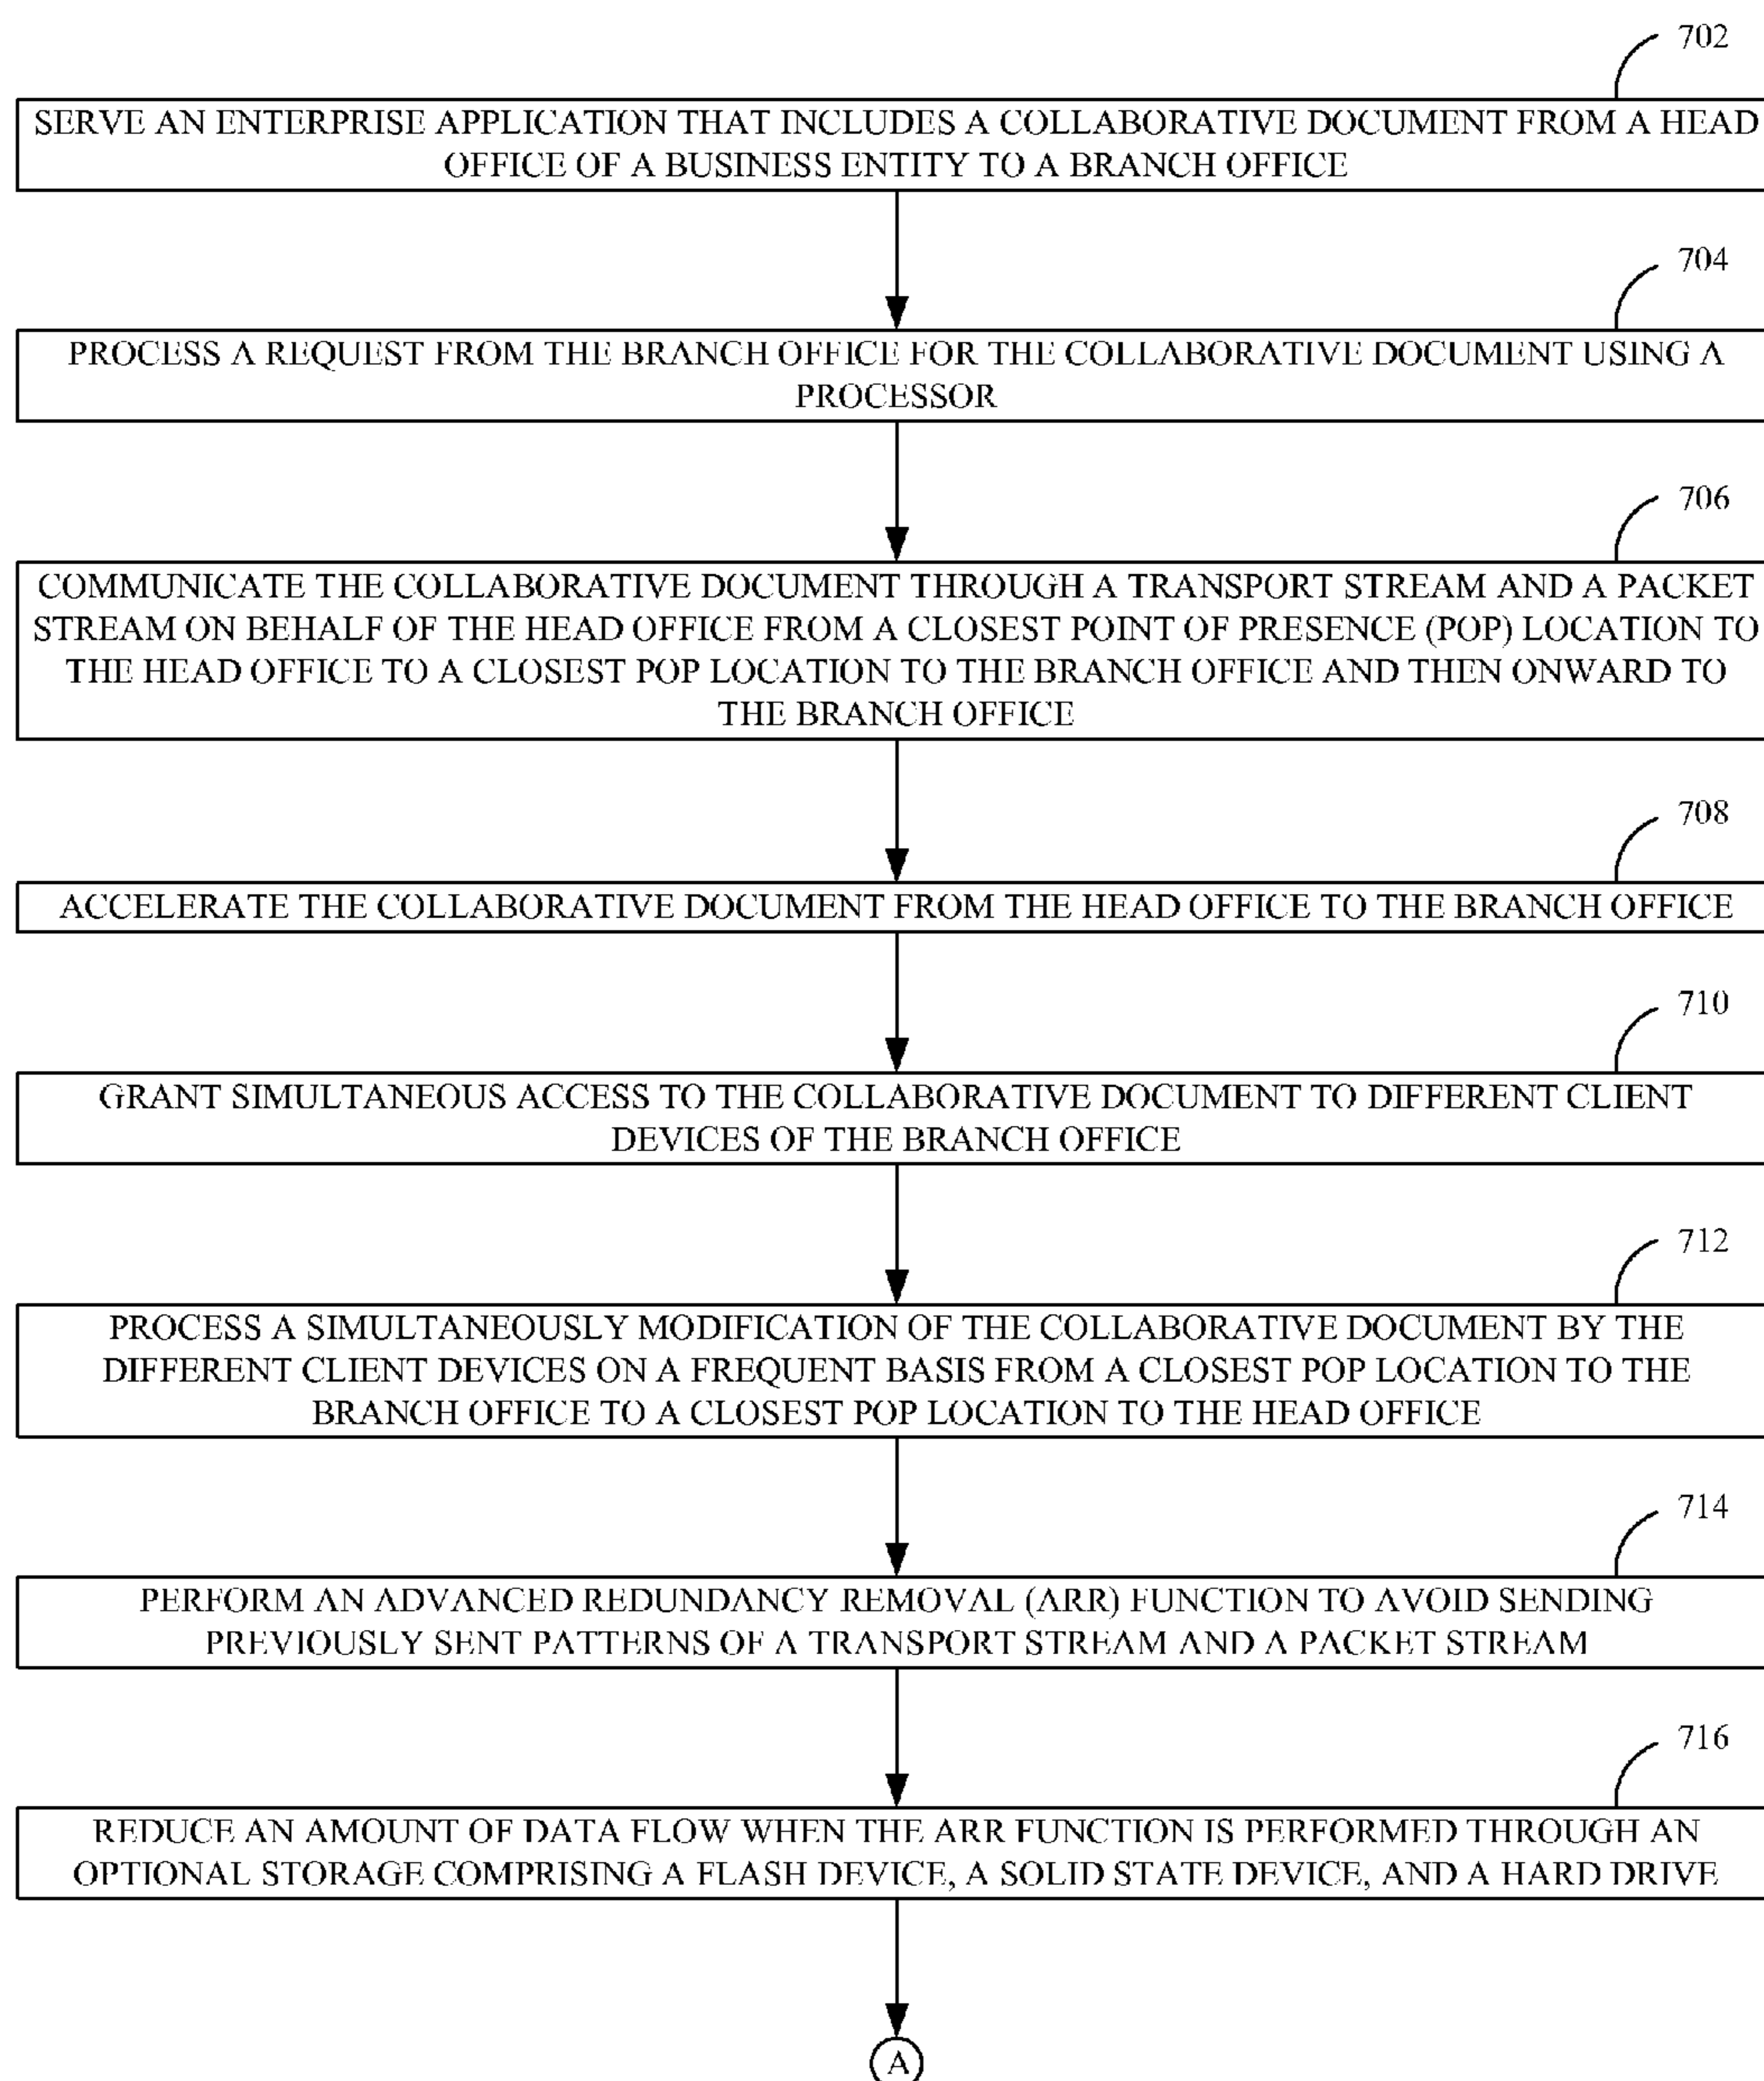 702
SERVE AN ENTERPRISE APPLICATION THAT INCLUDES A COLLABORATIVE DOCUMENT FROM A HEAD
OFFICE OF A BUSINESS ENTITY TO A BRANCH OFFICE
704
PROCESS A REQUEST FROM THE BRANCH OFFICE FOR THE COLLABORATIVE DOCUMENT USING A
PROCESSOR
706
COMMUNICATE THE COLLABORATIVE DOCUMENT THROUGH A TRANSPORT STREAM AND A PACKET
STREAM ON BEHALF OF THE HEAD OFFICE FROM A CLOSEST POINT OF PRESENCE (POP) LOCATION TO
THE HEAD OFFICE TO A CLOSEST POP LOCATION TO THE BRANCH OFFICE AND THEN ONWARD TO
THE BRANCH OFFICE
708
ACCELERATE THE COLLABORATIVE DOCUMENT FROM THE HEAD OFFICE TO THE BRANCH OFFICE
710
GRANT SIMULTANEOUS ACCESS TO THE COLLABORATIVE DOCUMENT TO DIFFERENT CLIENT
DEVICES OF THE BRANCH OFFICE
712
PROCESS A SIMULTANEOUSLY MODIFICATION OF THE COLLABORATIVE DOCUMENT BY THE
DIFFERENT CLIENT DEVICES ON A FREQUENT BASIS FROM A CLOSEST POP LOCATION TO THE
BRANCH OFFICE TO A CLOSEST POP LOCATION TO THE HEAD OFFICE
714
PERFORM AN ADVANCED REDUNDANCY REMOVAL (ARR) FUNCTION TO AVOID SENDING
PREVIOUSLY SENT PATTERNS OF A TRANSPORT STREAM AND A PACKET STREAM
716
REDUCE AN AMOUNT OF DATA FLOW WHEN THE ARR FUNCTION IS PERFORMED THROUGH AN
OPTIONAL STORAGE COMPRISING A FLASH DEVICE, A SOLID STATE DEVICE, AND A HARD DRIVE
A